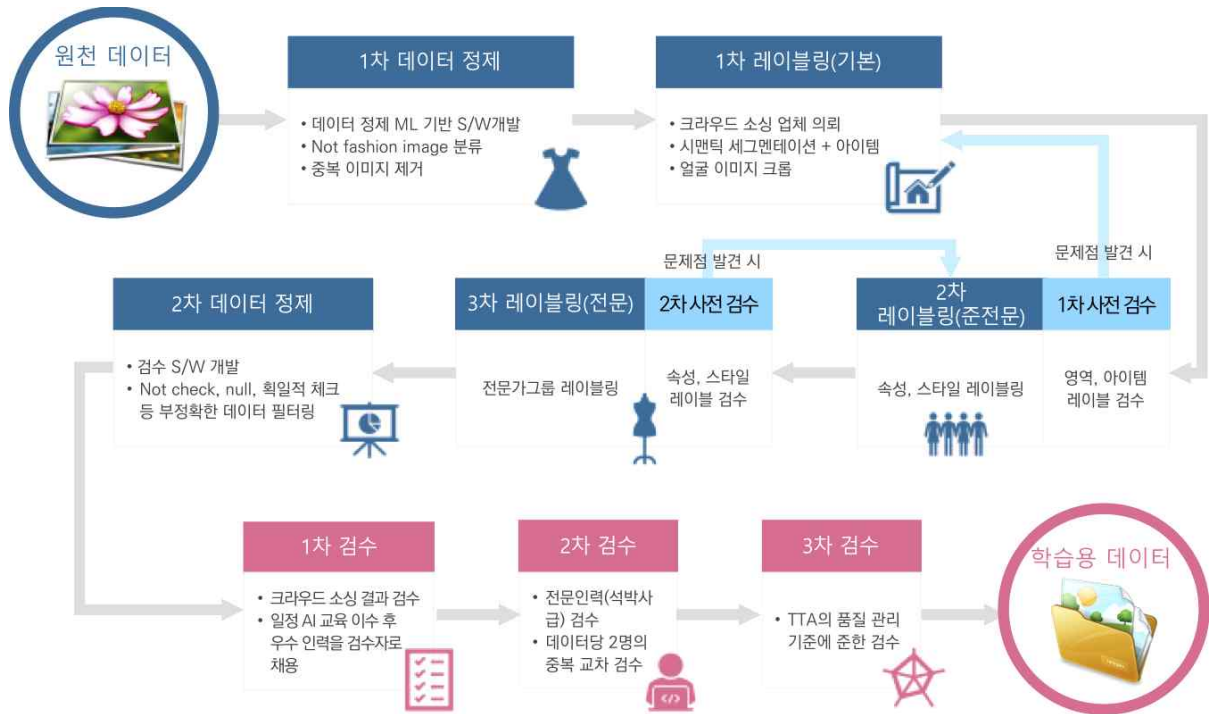 원천 데이터
1차 데이터 정제
• 데이터 정제 ML 기반 S/W개발
• Not fashion image 분류
• 중복 이미지 제거
1차 레이블링(기본)
• 크라우드 소싱 업체 의뢰
• 시맨틱 세그멘테이션 + 아이템
• 얼굴 이미지 크롭
문제점 발견 시
1차 사전 검수
영역, 아이템
레이블 검수
2차
레이블링(준전문)
속성, 스타일 레이블링
문제점 발견 시
2차 사전 검수
속성, 스타일
레이블 검수
3차 레이블링(전문)
전문가그룹 레이블링
2차 데이터 정제
• 검수 S/W 개발
• Not check, null, 획일적 체크
등 부정확한 데이터 필터링
1차 검수
• 크라우드 소싱 결과 검수
• 일정 AI 교육 이수 후
우수 인력을 검수자로
채용
2차 검수
• 전문인력(석박사
급) 검수
• 데이터당 2명의
중복 교차 검수
3차 검수
• TTA의 품질 관리
기준에 준한 검수
학습용 데이터